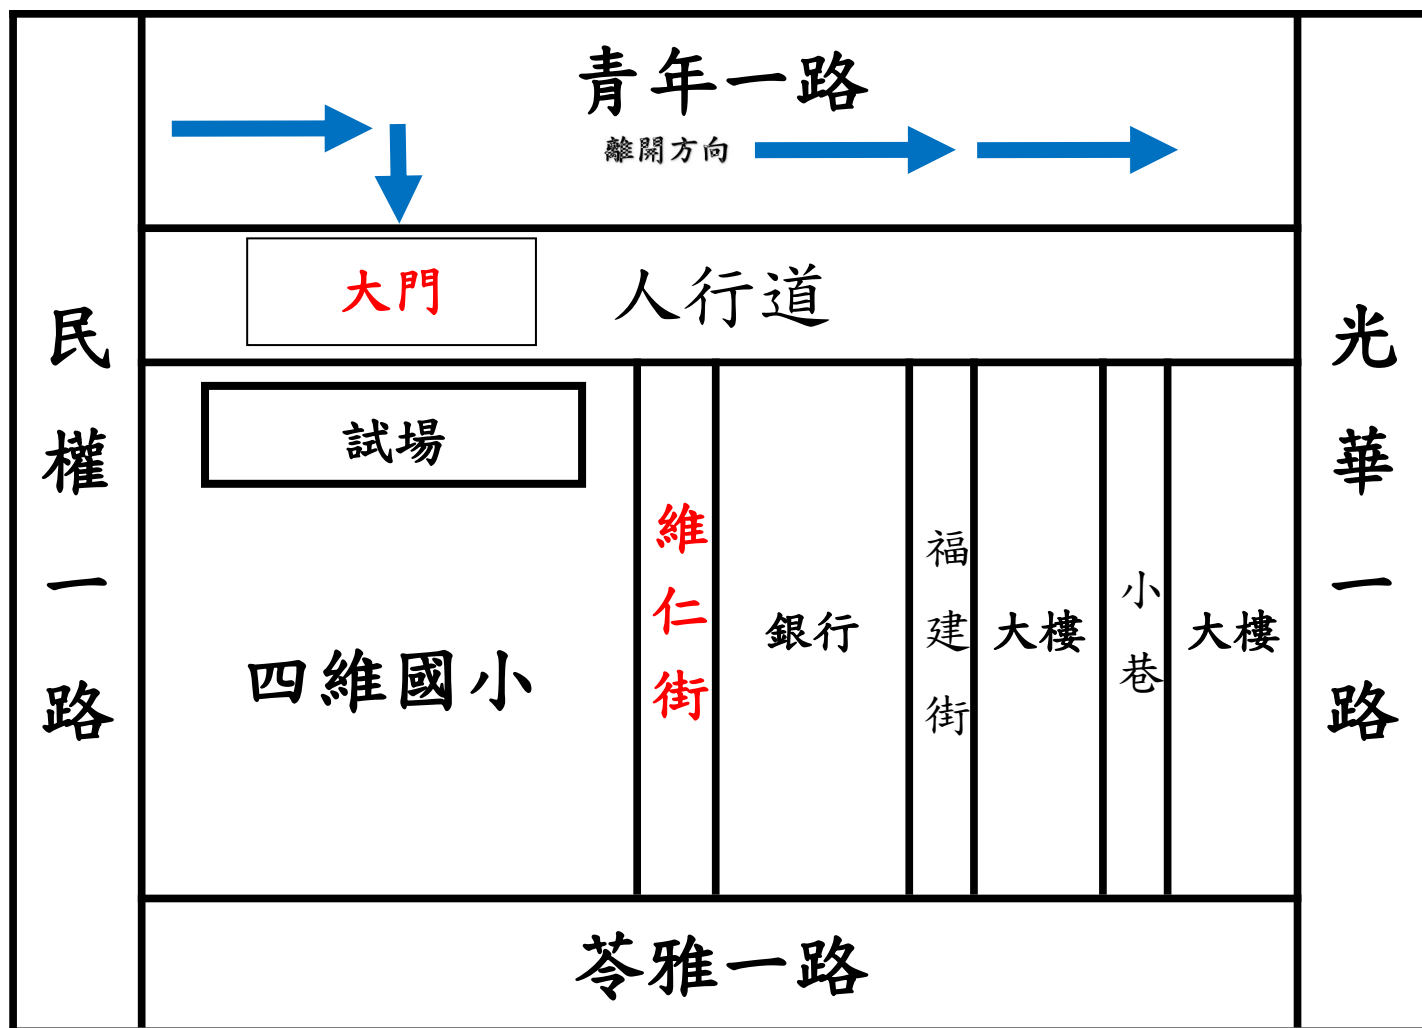 青年一路
離開方向
大門
人行道
民權一路
光華一路
試場
維仁街
福建街
小巷
銀行
大樓
大樓
四維國小
苓雅一路